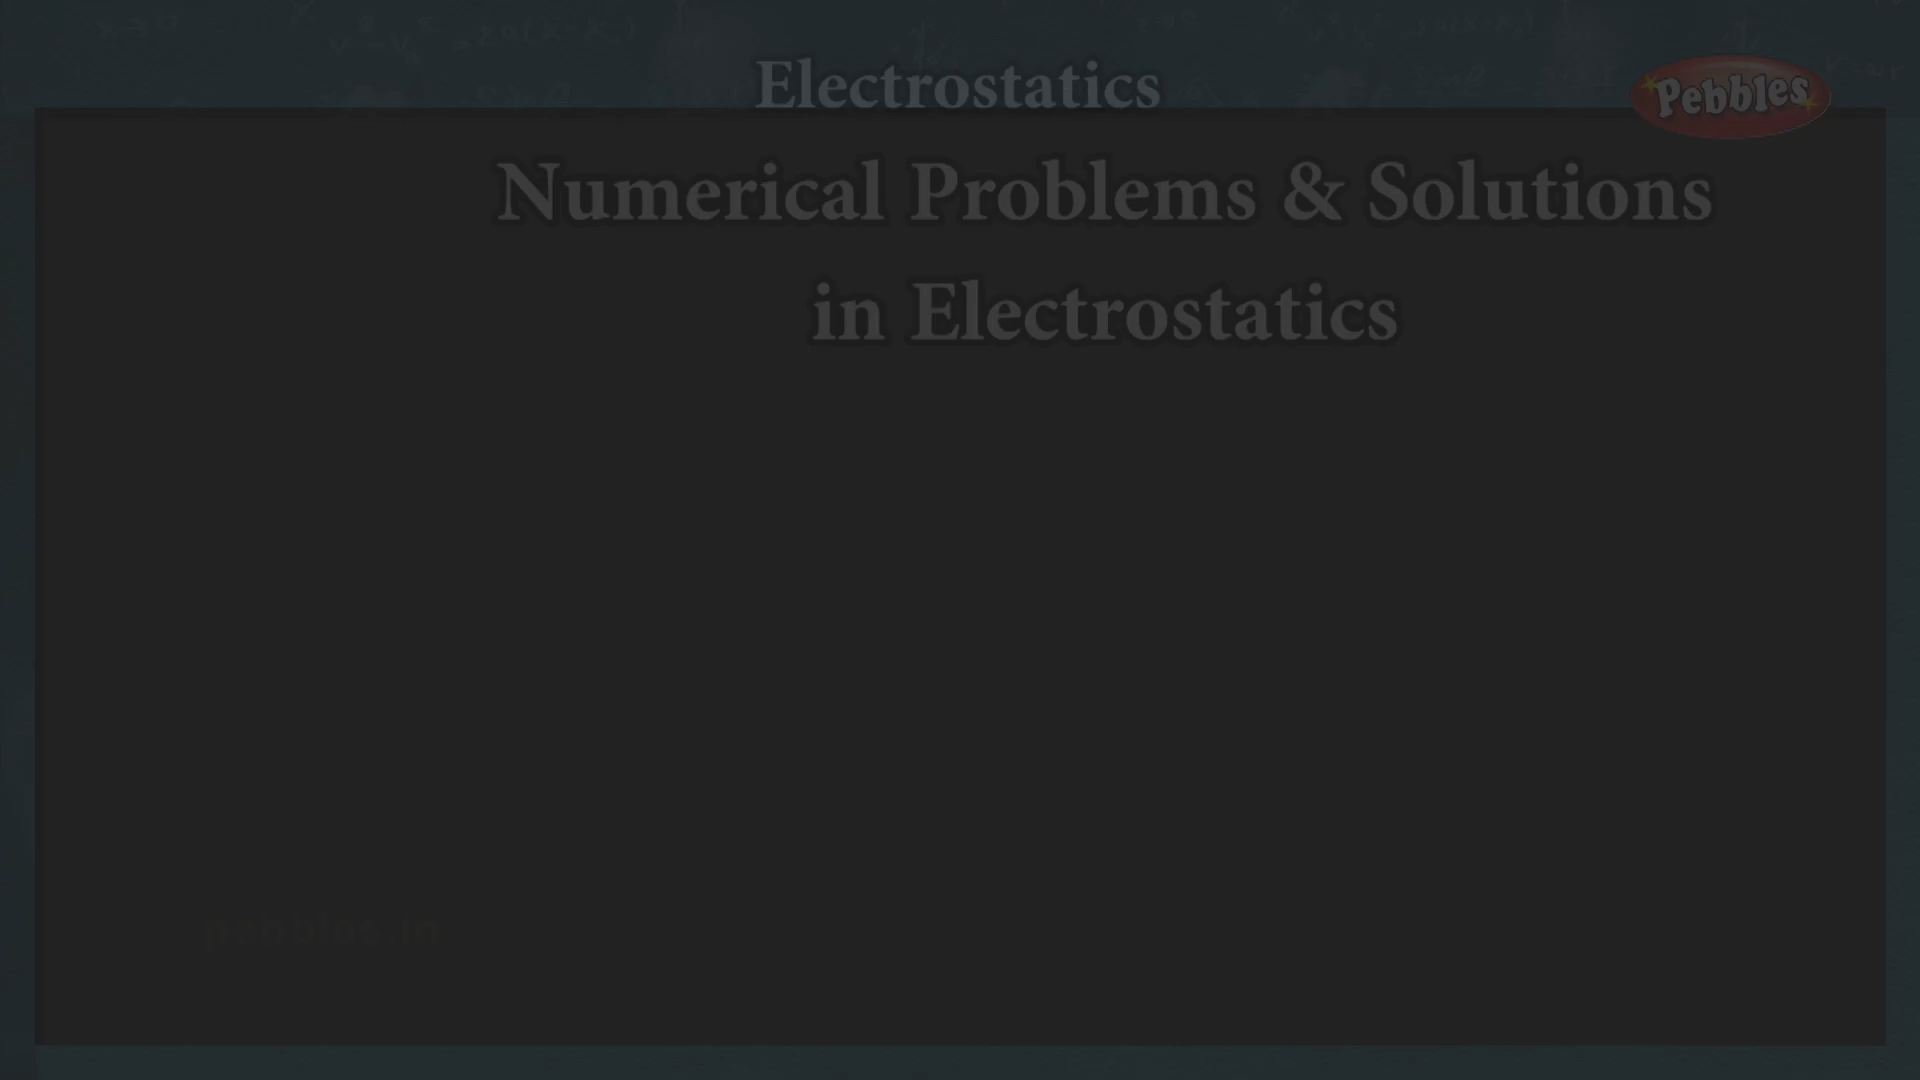 Electrostatics
Pebbles
Numerical Problems & Solutions
in Electrostatics
pebbles.in